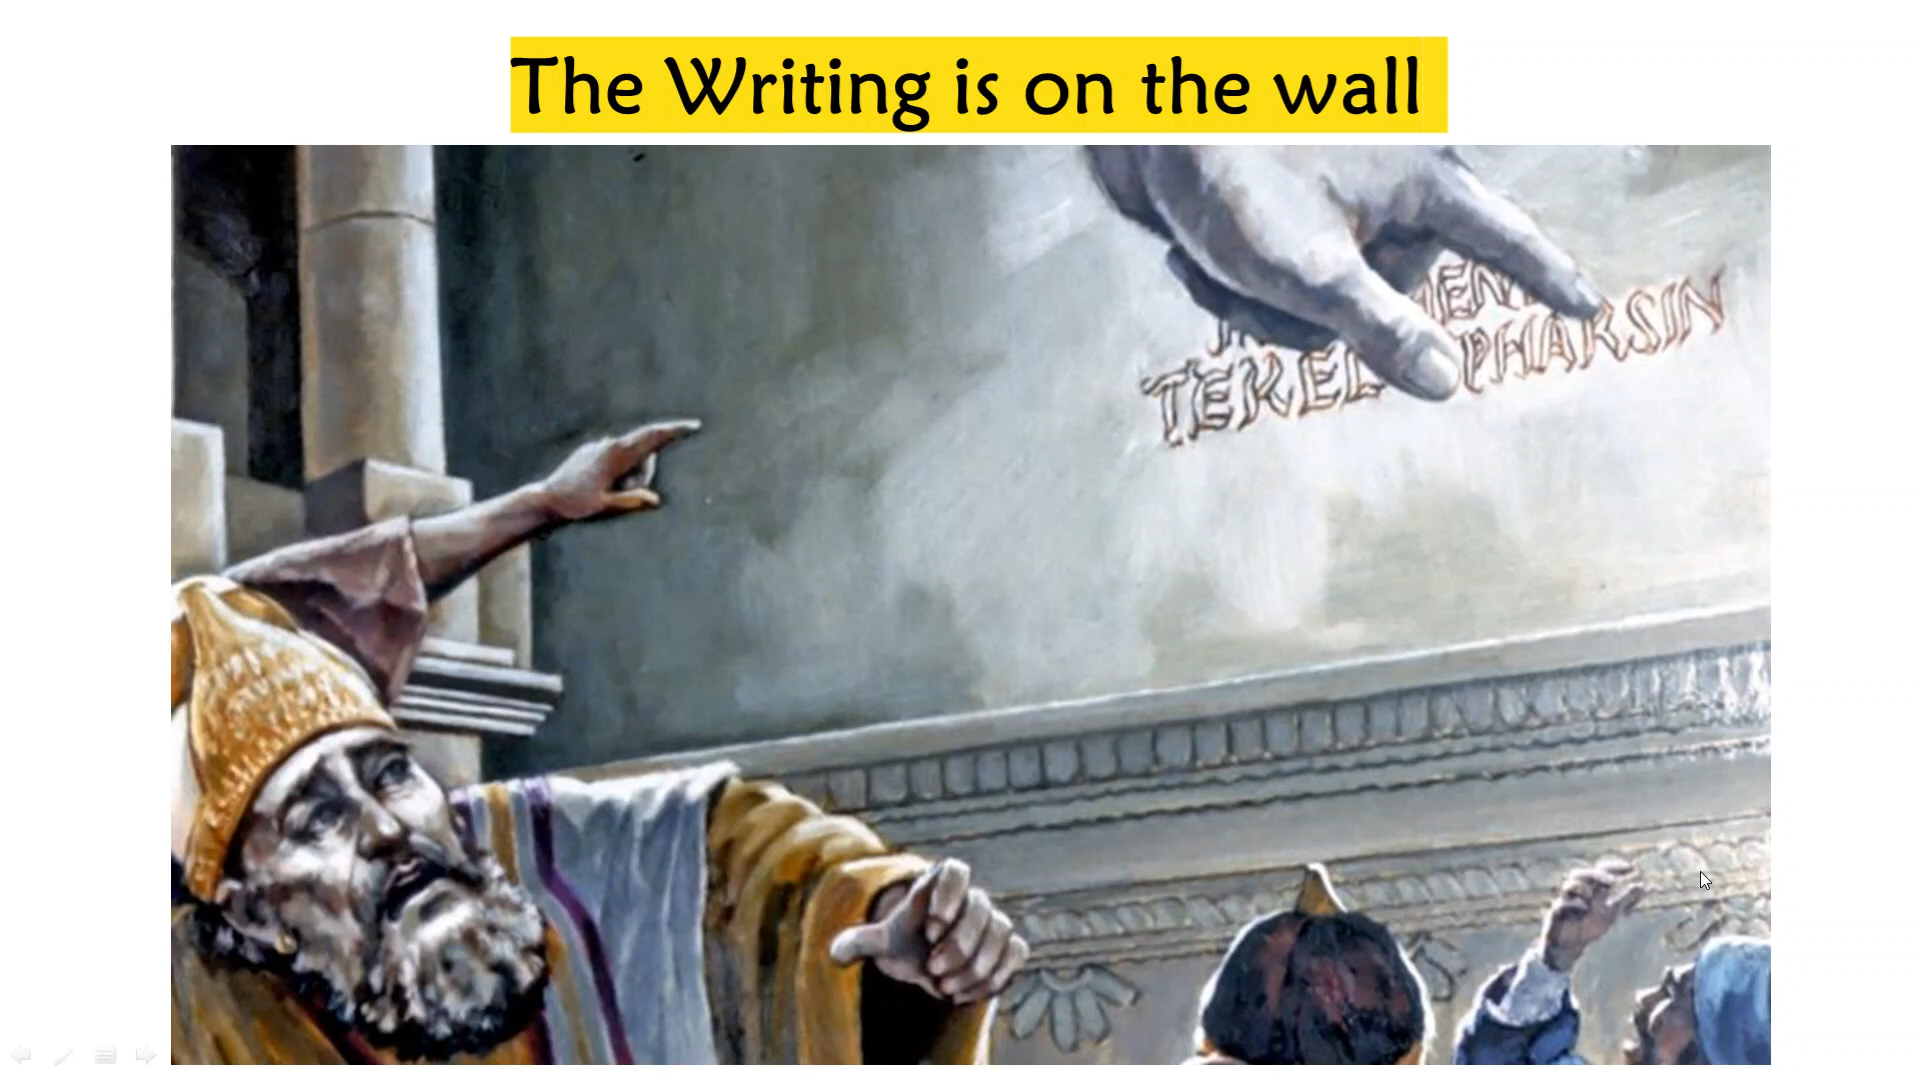 The Writing is on the wall
TEKEL PHARSIN